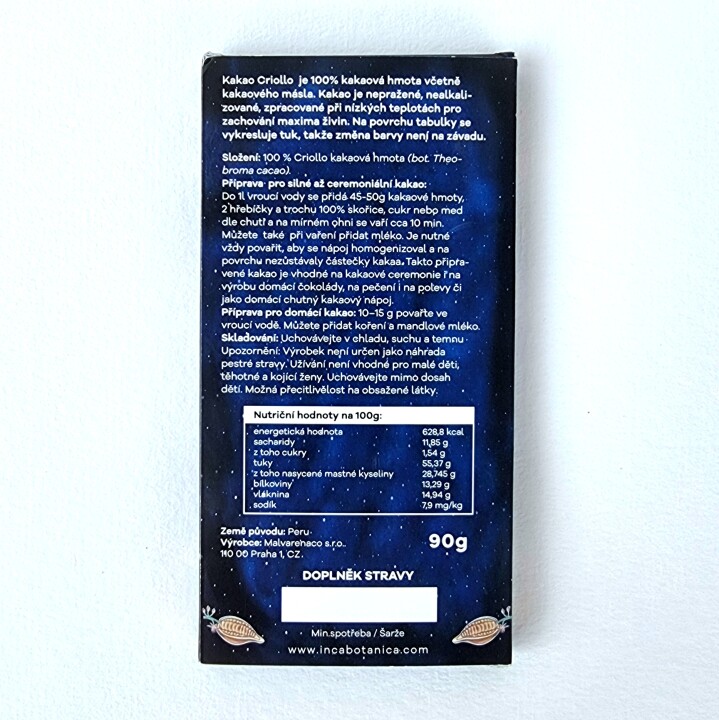 Kakao Criollo je 100% kakaová hmota včetně
kakaového másla. Kakao je nepražené, nealkali-
zované, zpracované při nízkých teplotách pro
zachování maxima živin. Na povrchu tabulky se
vykresluje tuk, takže změna barvy není na závadu.
Složení: 100 % Criollo kakaová hmota (bot. Theo-
broma cacao).
Příprava pro silné až ceremoniální kakao:
Do 1l vroucí vody se přidá 45-50g kakaové hmoty,
2 hřebíčky a trochu 100% skořice, cukr nebo med
dle chuti a na mírném ohni se vaří cca 10 min.
Můžete také při vaření přidat mléko. Je nutné
vždy povařit, aby se nápoj homogenizoval a na
povrchu nezůstávaly částečky kakaa. Takto připra-
vené kakao je vhodné na kakaové ceremonie i na
výrobu domácí čokolády, na pečení i na polevy či
jako domácí chutný kakaový nápoj.
Příprava pro domácí kakao: 10–15 g povařte ve
vroucí vodě. Můžete přidat koření a mandlové mléko.
Skladování: Uchovávejte v chladu, suchu a temnu
Upozornění: Výrobek není určen jako náhrada
pestré stravy. Užívání není vhodné pro malé děti,
těhotné a kojící ženy. Uchovávejte mimo dosah
dětí. Možná přecitlivělost na obsažené látky.
Nutriční hodnoty na 100g:
energetická hodnota 628,8 kcal
sacharidy 11,85 g
z toho cukry 1,54 g
tuky 55,37 g
z toho nasycené mastné kyseliny 28,745 g
bílkoviny 13,29 g
vláknina 14,94 g
sodík 7,9 mg/kg
Země původu: Peru
Výrobce: Malvarenaco s.r.o.
110 00 Praha 1, CZ
90g
DOPLNĚK STRAVY
Min.spotřeba / Šarže
www.incabotanica.com